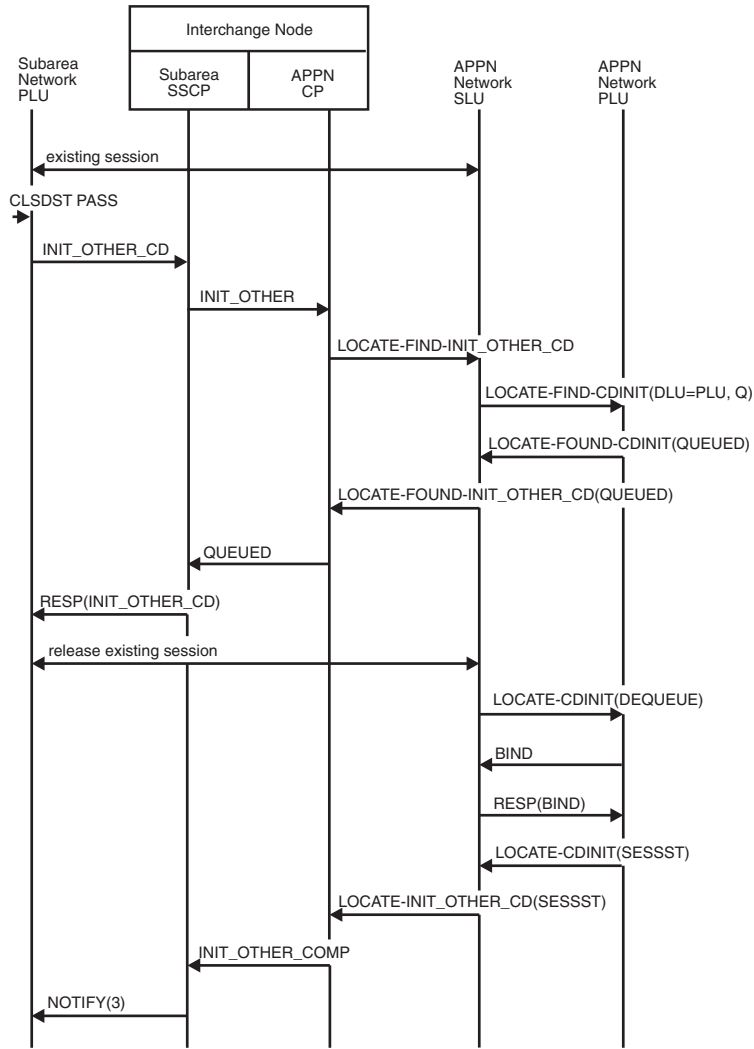 Interchange Node
Subarea
Network
PLU
Subarea
SSCP
APPN
CP
APPN
Network
SLU
APPN
Network
PLU
existing session
CLSDST PASS
INIT_OTHER_CD
INIT_OTHER
LOCATE-FIND-INIT_OTHER_CD
LOCATE-FIND-CDINIT(DLU=PLU, Q)
LOCATE-FOUND-CDINIT(QUEUED)
LOCATE-FOUND-INIT_OTHER_CD(QUEUED)
QUEUED
RESP(INIT_OTHER_CD)
release existing session
LOCATE-CDINIT(DEQUEUE)
BIND
RESP(BIND)
LOCATE-CDINIT(SESSST)
LOCATE-INIT_OTHER_CD(SESSST)
INIT_OTHER_COMP
NOTIFY(3)